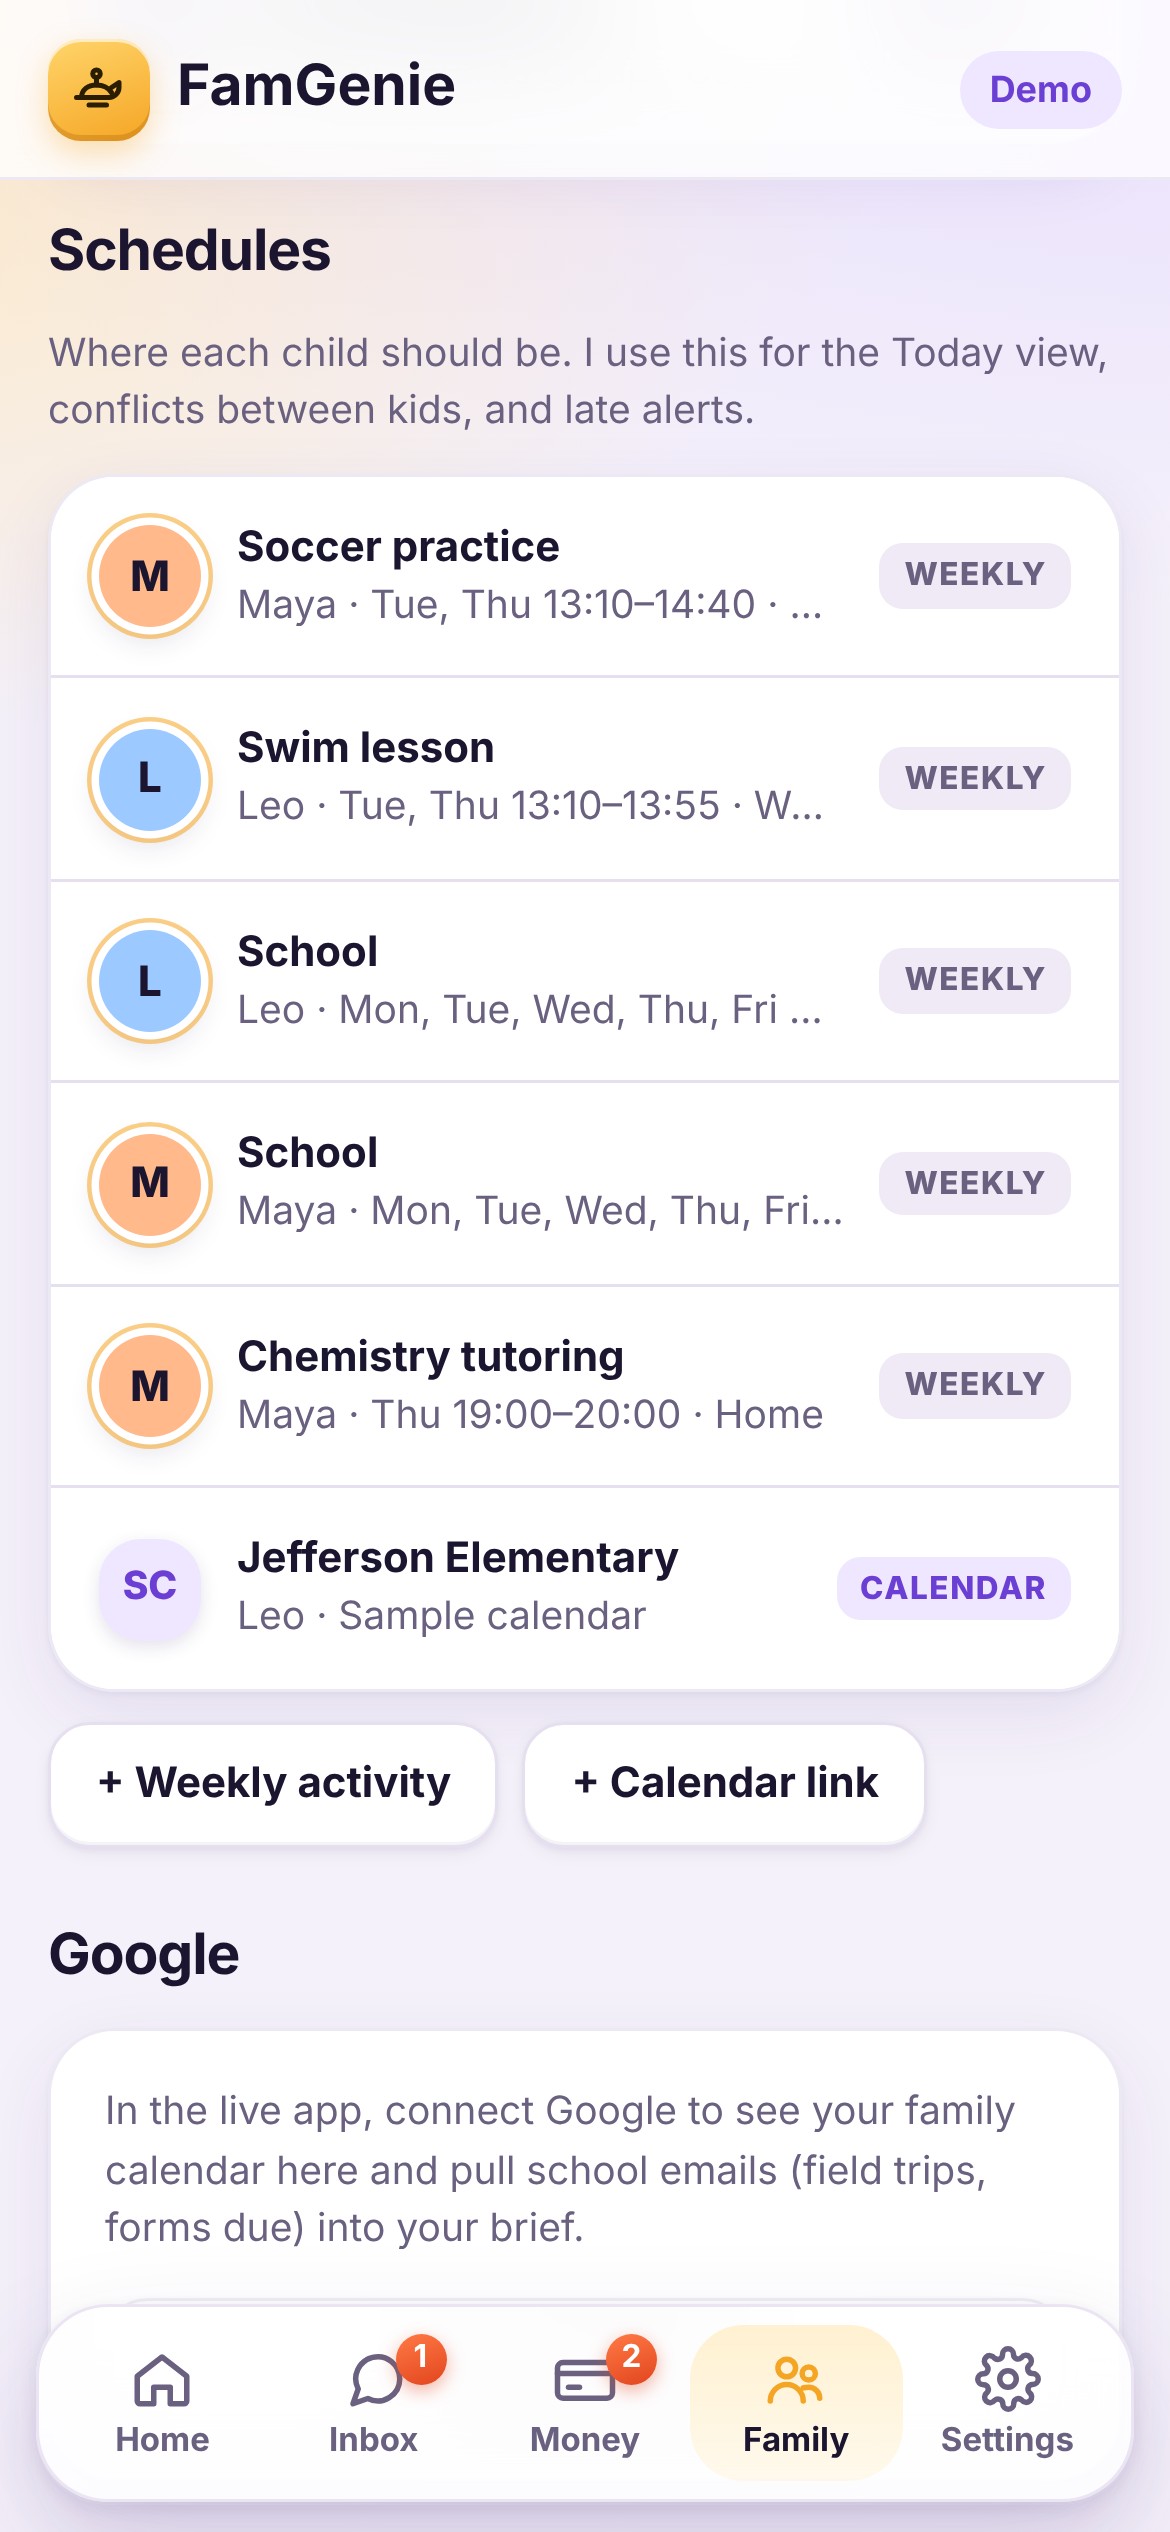 FamGenie
Demo
Schedules
Where each child should be. I use this for the Today view,
conflicts between kids, and late alerts.
M
Soccer practice
Maya · Tue, Thu 13:10–14:40 · ...
WEEKLY
L
Swim lesson
Leo · Tue, Thu 13:10–13:55 · W...
WEEKLY
L
School
Leo · Mon, Tue, Wed, Thu, Fri ...
WEEKLY
M
School
Maya · Mon, Tue, Wed, Thu, Fri...
WEEKLY
M
Chemistry tutoring
Maya · Thu 19:00–20:00 · Home
WEEKLY
SC
Jefferson Elementary
Leo · Sample calendar
CALENDAR
+ Weekly activity
+ Calendar link
Google
In the live app, connect Google to see your family
calendar here and pull school emails (field trips,
forms due) into your brief.
1
2
Home
Inbox
Money
Family
Settings